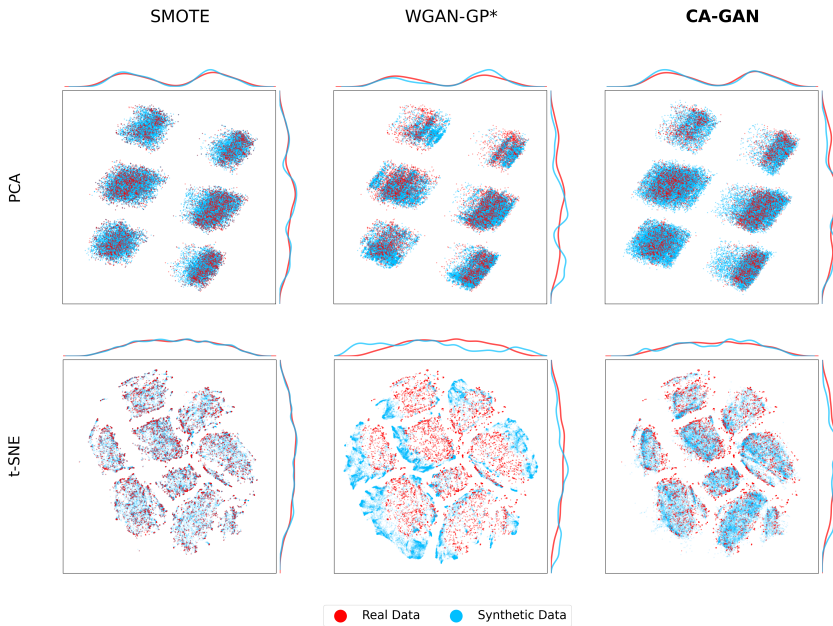 SMOTE
WGAN-GP*
CA-GAN
PCA
t-SNE
Real Data
Synthetic Data